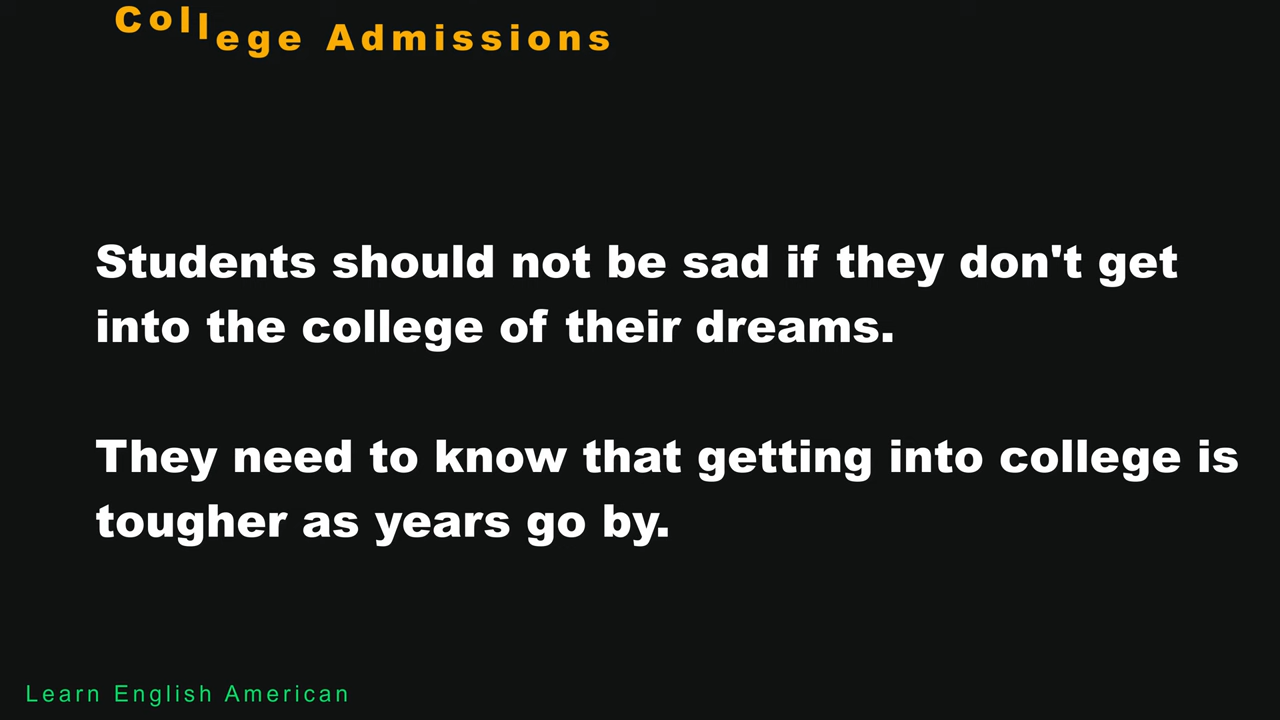 College Admissions
Students should not be sad if they don't get
into the college of their dreams.
They need to know that getting into college is
tougher as years go by.
Learn English American